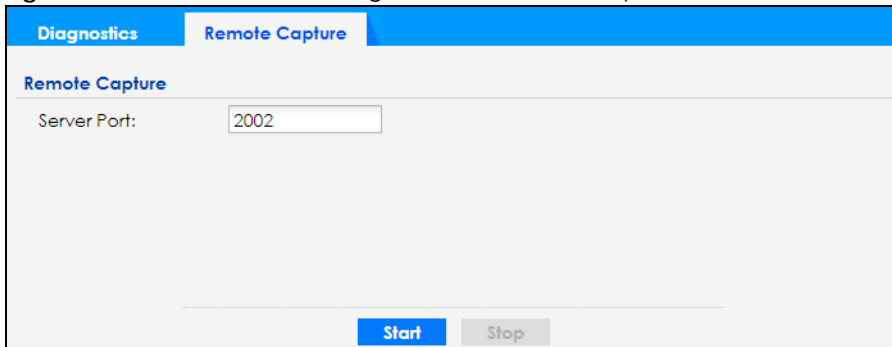 Diagnostics Remote Capture
Remote Capture
Server Port: 2002
Start Stop